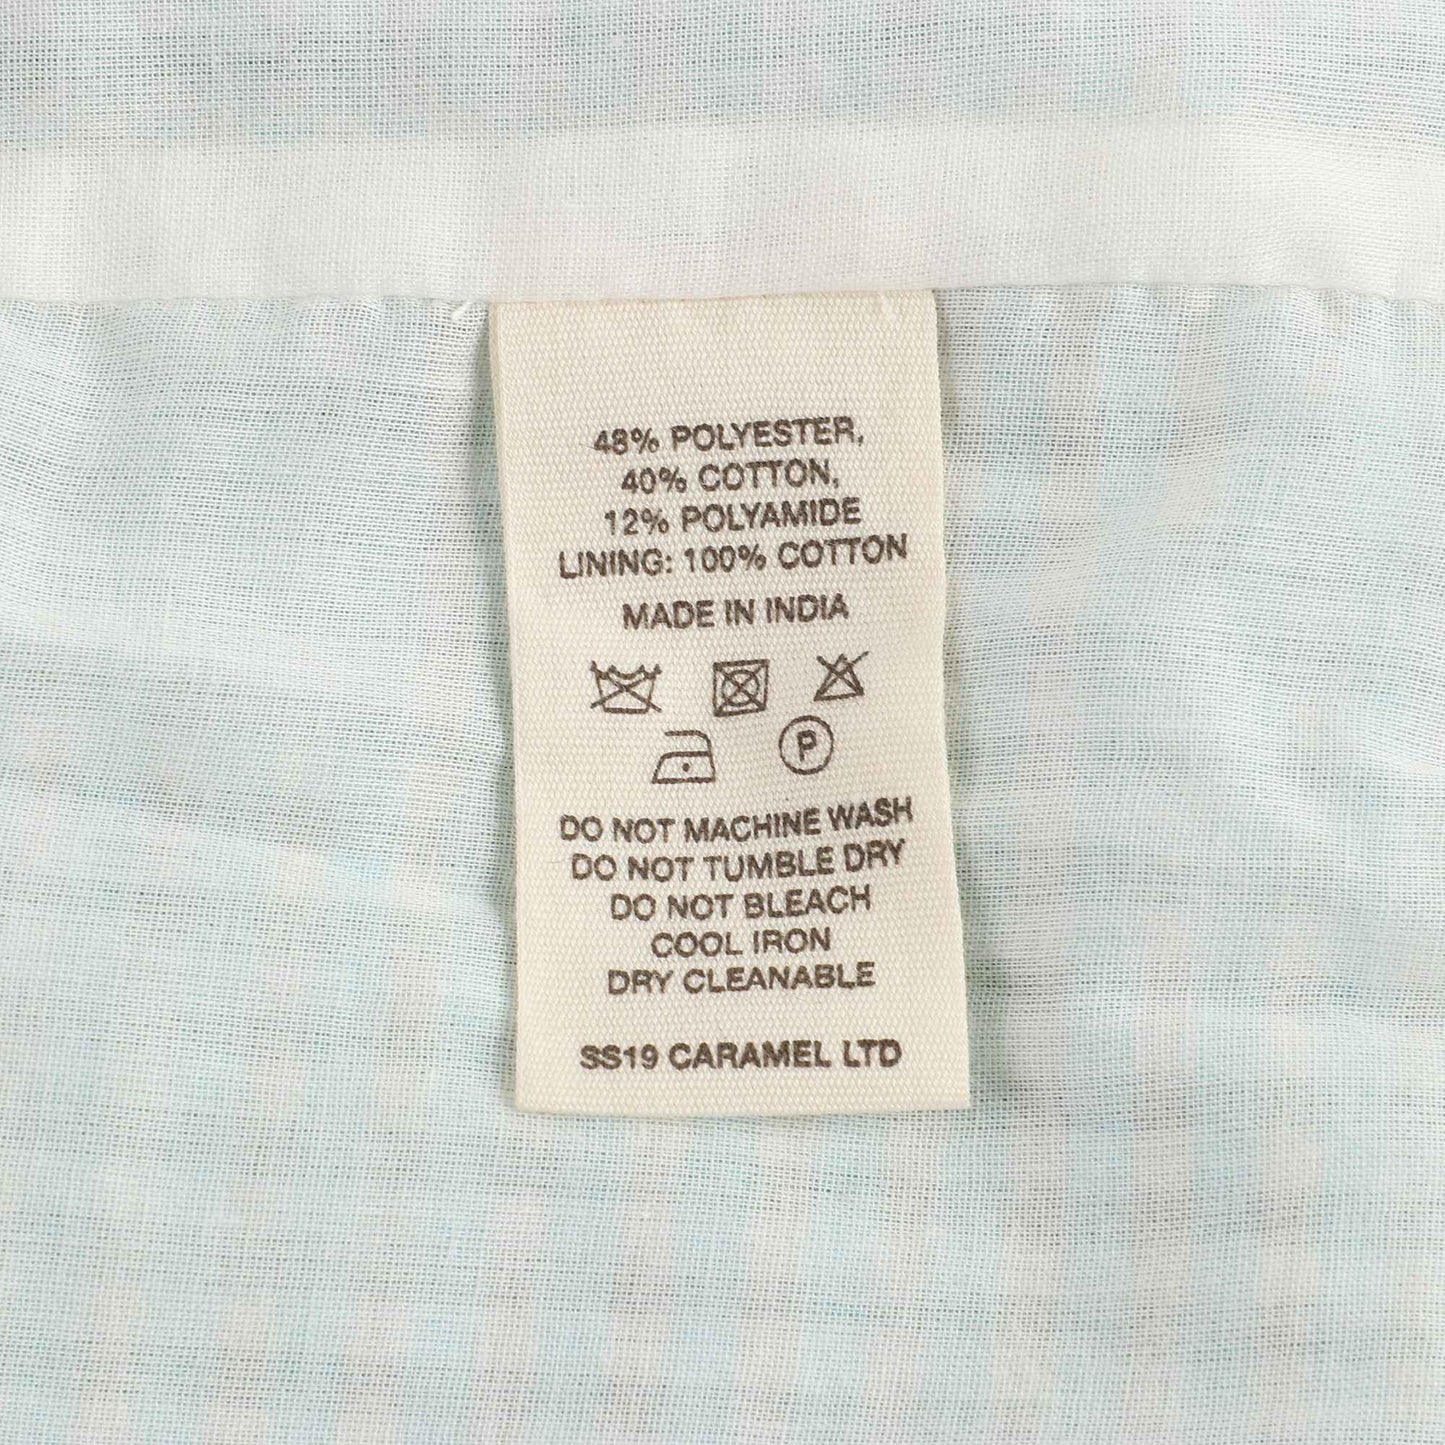 48% POLYESTER,
40% COTTON,
12% POLYAMIDE
LINING: 100% COTTON
MADE IN INDIA
P
DO NOT MACHINE WASH
DO NOT TUMBLE DRY
DO NOT BLEACH
COOL IRON
DRY CLEANABLE
SS19 CARAMEL LTD